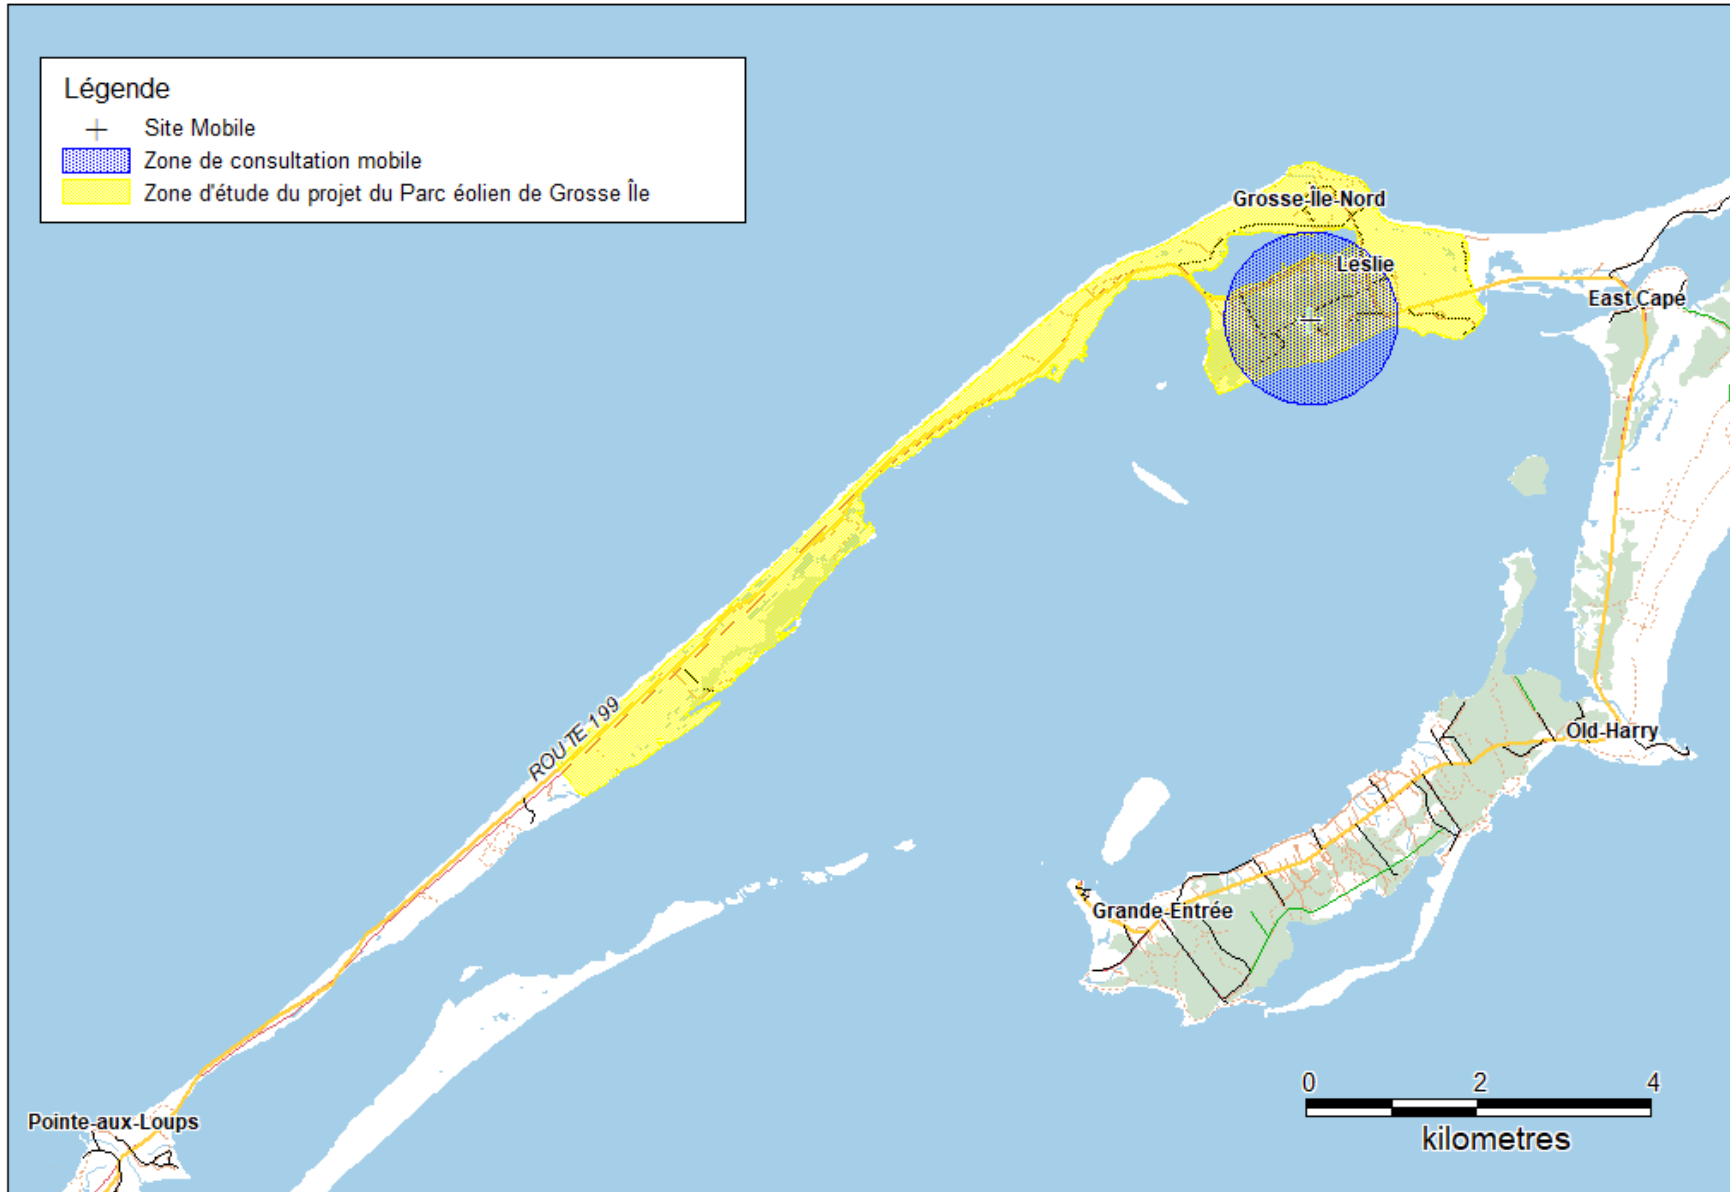 Légende
Site Mobile
Zone de consultation mobile
Zone d'étude du projet du Parc éolien de Grosse Île
Grosse-Île-Nord
Leslie
East Cape
ROUTE 199
Old-Harry
Grande-Entrée
Pointe-aux-Loups
0 2 4
kilometres